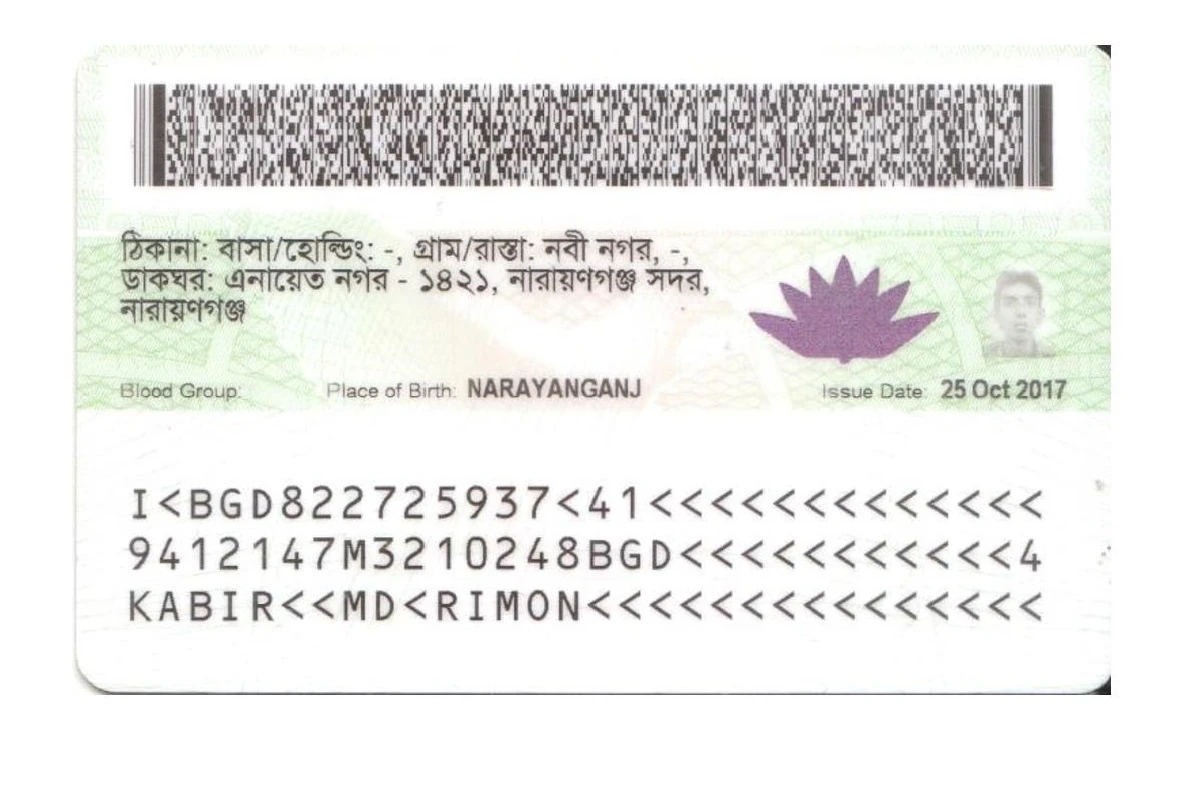 ঠিকানা: বাসা/হোল্ডিং: -, গ্রাম/রাস্তা: নবী নগর, -,
ডাকঘর: এনায়েত নগর - ১৪২১, নারায়ণগঞ্জ সদর,
নারায়ণগঞ্জ
Blood Group: Place of Birth: NARAYANGANJ Issue Date: 25 Oct 2017
I<BGD822725937<41<<<<<<<<<<<<<
9412147M3210248BGD<<<<<<<<<<<4
KABIR<<MD<RIMON<<<<<<<<<<<<<<<